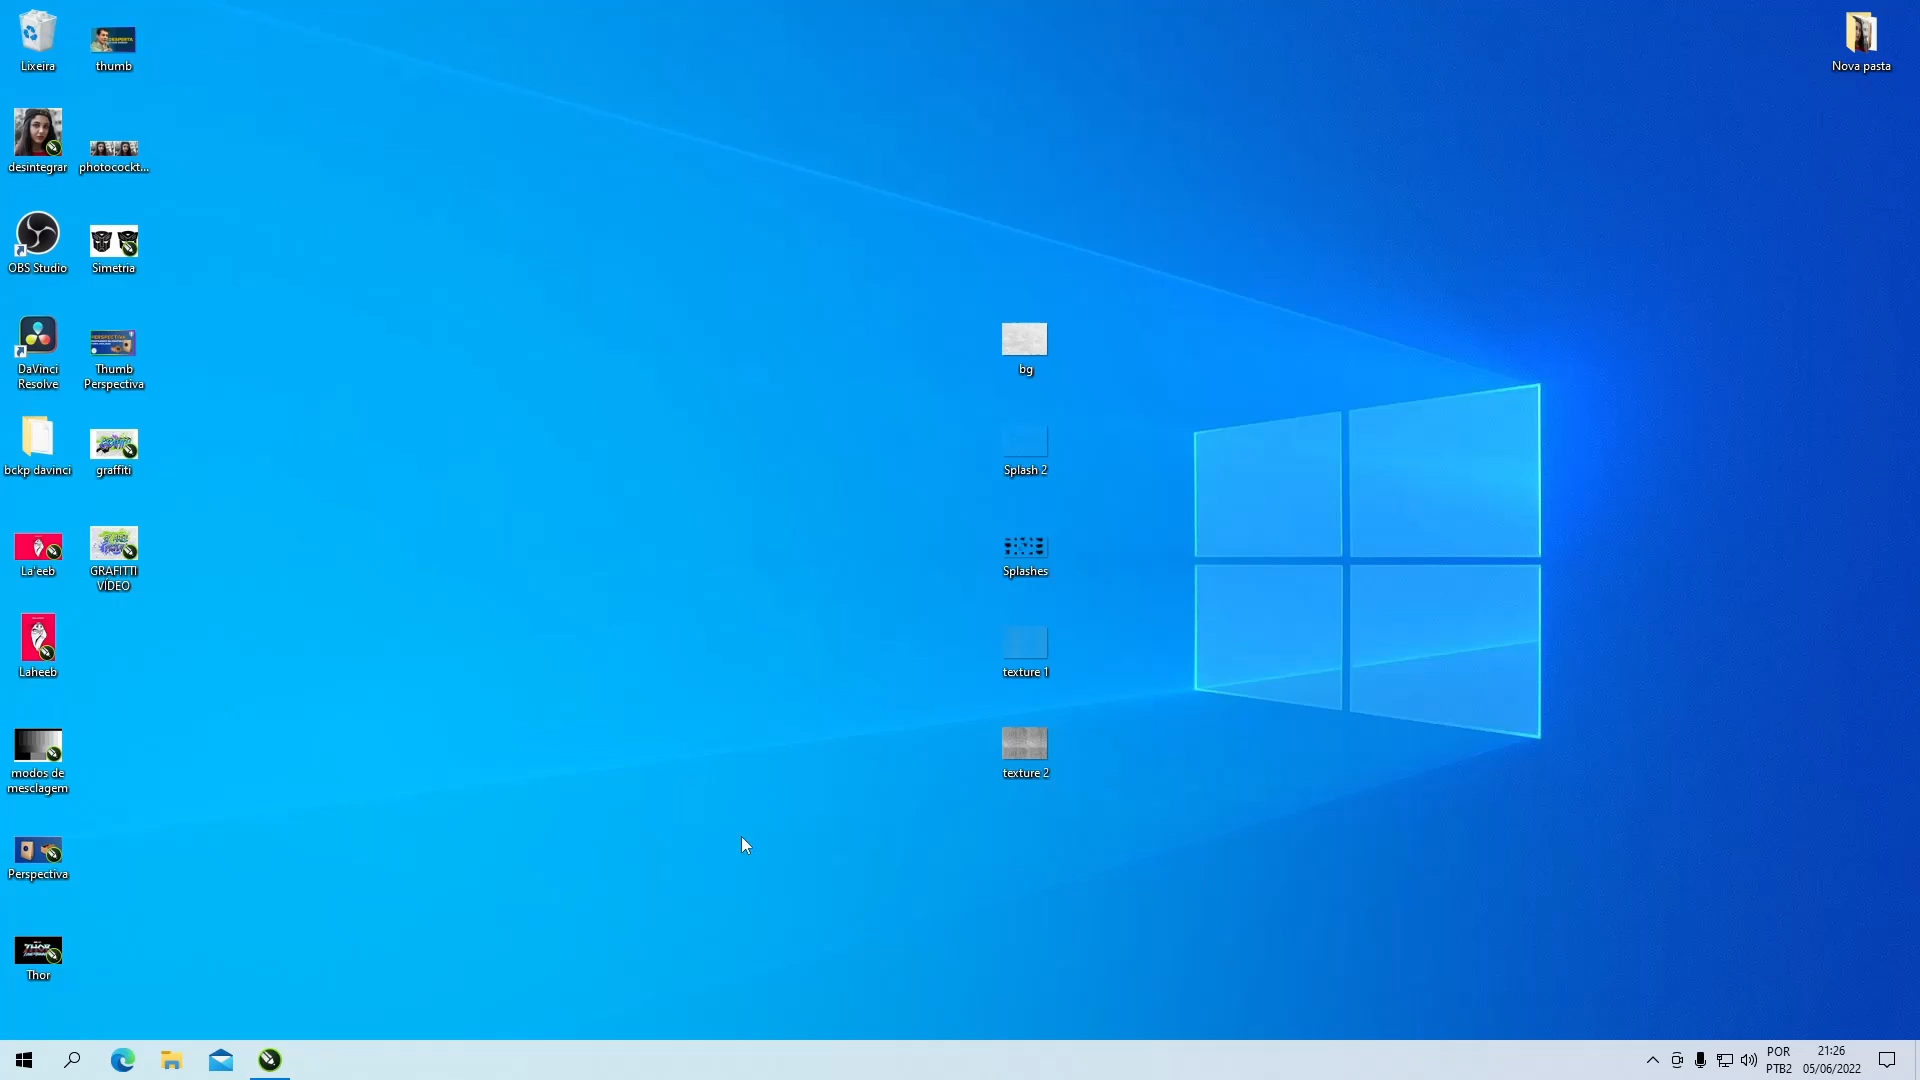 Lixeira
thumb
Nova pasta
desintegrar
photocockt...
OBS Studio
Simetria
DaVinci
Resolve
Thumb
Perspectiva
bg
bckp davinci
graffiti
Splash 2
La'eeb
GRAFITTI
VÍDEO
Splashes
Laheeb
texture 1
modos de
mesclagem
texture 2
Perspectiva
Thor
POR
PTB2
21:26
05/06/2022